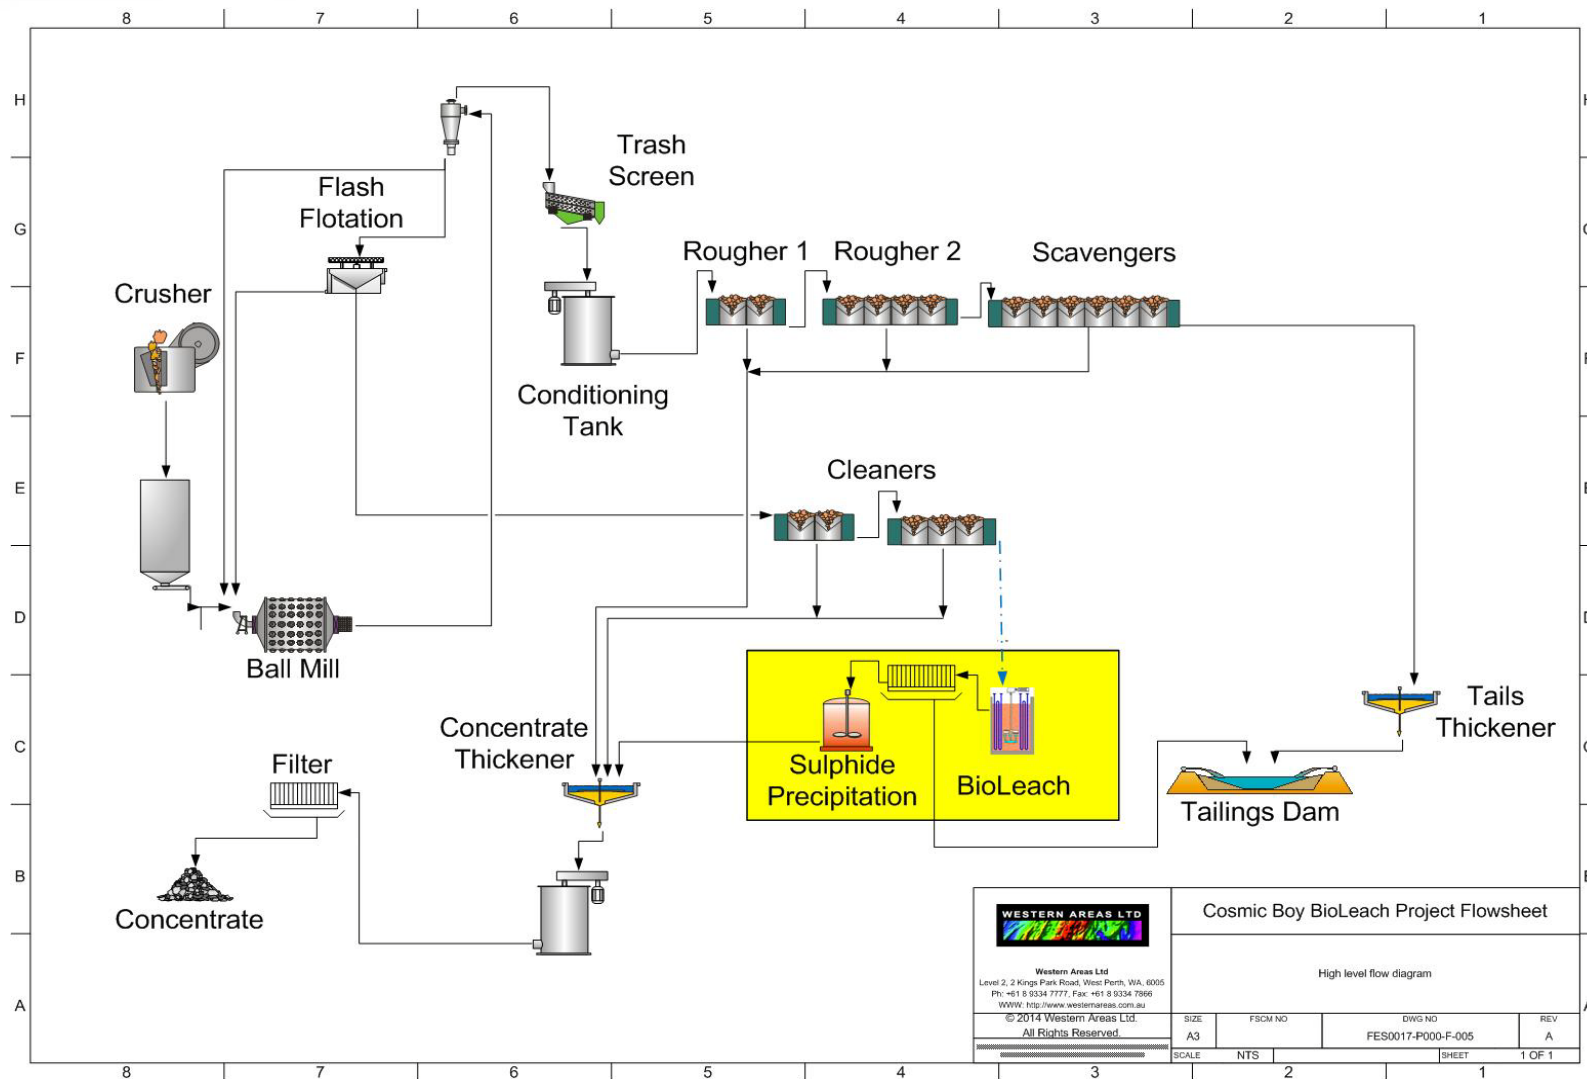 8 7 6 5 4 3 2 1
H
H
Trash
Screen
Flash
Flotation
G
Rougher 1
Rougher 2
Scavengers
Crusher
F
F
Conditioning
Tank
Cleaners
E
E
D
D
Ball Mill
Concentrate
Thickener
Tails
Thickener
C
Filter
Sulphide
Precipitation
BioLeach
Tailings Dam
B
Concentrate
WESTERN AREAS LTD
Cosmic Boy BioLeach Project Flowsheet
Western Areas Ltd
Level 2, 2 Kings Park Road, West Perth, WA, 6005
Ph: +61 8 9334 7777, Fax: +61 8 9334 7866
WWW: http://www.westernareas.com.au
© 2014 Western Areas Ltd.
All Rights Reserved.
High level flow diagram
A
SIZE
A3
FSCM NO
DWG NO
FES0017-P000-F-005
REV
A
SCALE
NTS
SHEET
1 OF 1
8 7 6 5 4 3 2 1